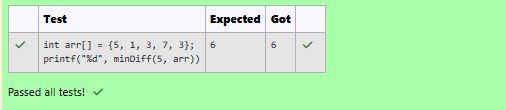 Test Expected Got
int arr[] = {5, 1, 3, 7, 3}; 6 6
printf("%d", minDiff(5, arr))
Passed all tests!